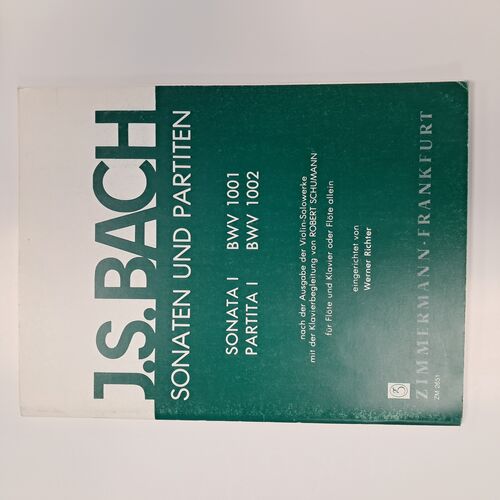 J.S. BACH
SONATEN UND PARTITEN
SONATA I BWV 1001
PARTITA I BWV 1002
nach der Ausgabe der Violin-Solowerke
mit der Klavierbegleitung von ROBERT SCHUMANN
für Flöte und Klavier oder Flöte allein
eingerichtet von
Werner Richter
ZIMMERMANN · FRANKFURT
ZM 2651